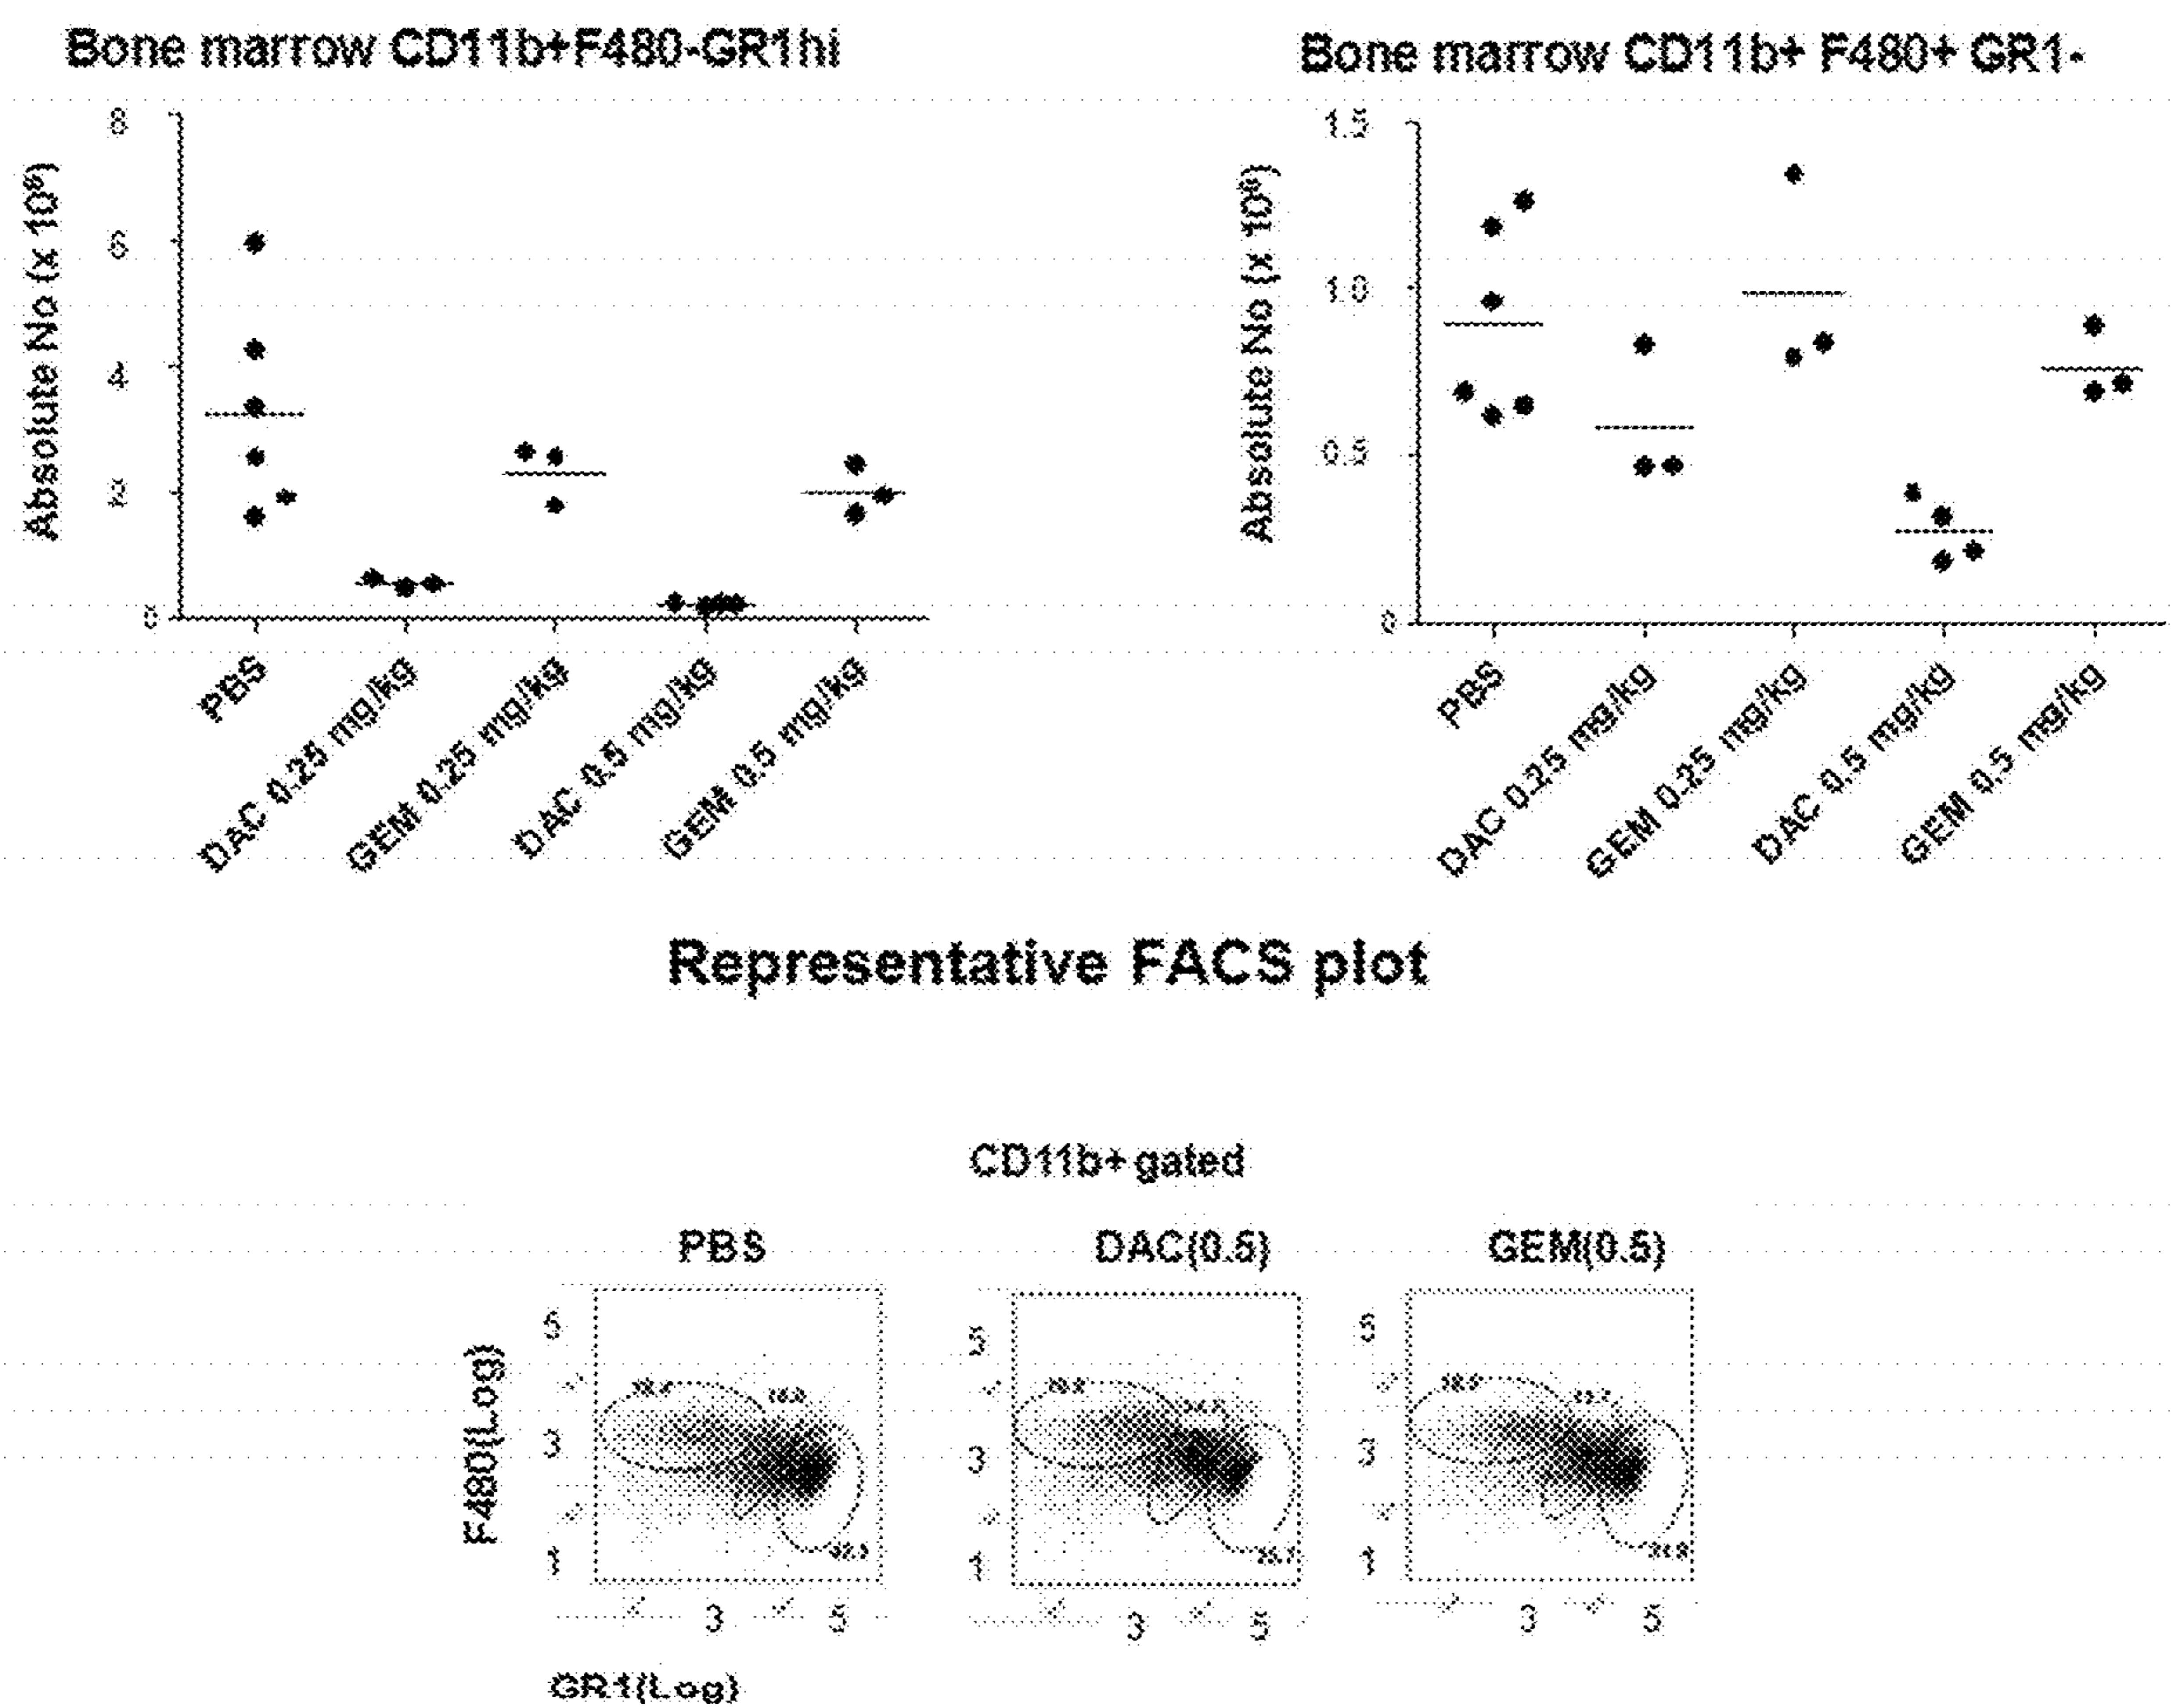 Bone marrow CD11b+F480-GR1hi
Absolute No (x 10⁶)
8
6
4
2
0
PBS
DAC 0.25 mg/kg
GEM 0.25 mg/kg
DAC 0.5 mg/kg
GEM 0.5 mg/kg
Bone marrow CD11b+ F480+ GR1-
Absolute No (x 10⁶)
1.5
1.0
0.5
0
PBS
DAC 0.25 mg/kg
GEM 0.25 mg/kg
DAC 0.5 mg/kg
GEM 0.5 mg/kg
Representative FACS plot
CD11b+ gated
PBS
DAC(0.5)
GEM(0.5)
F480(Log)
5
3
1
3
5
5
3
1
3
5
5
3
1
3
5
GR1(Log)